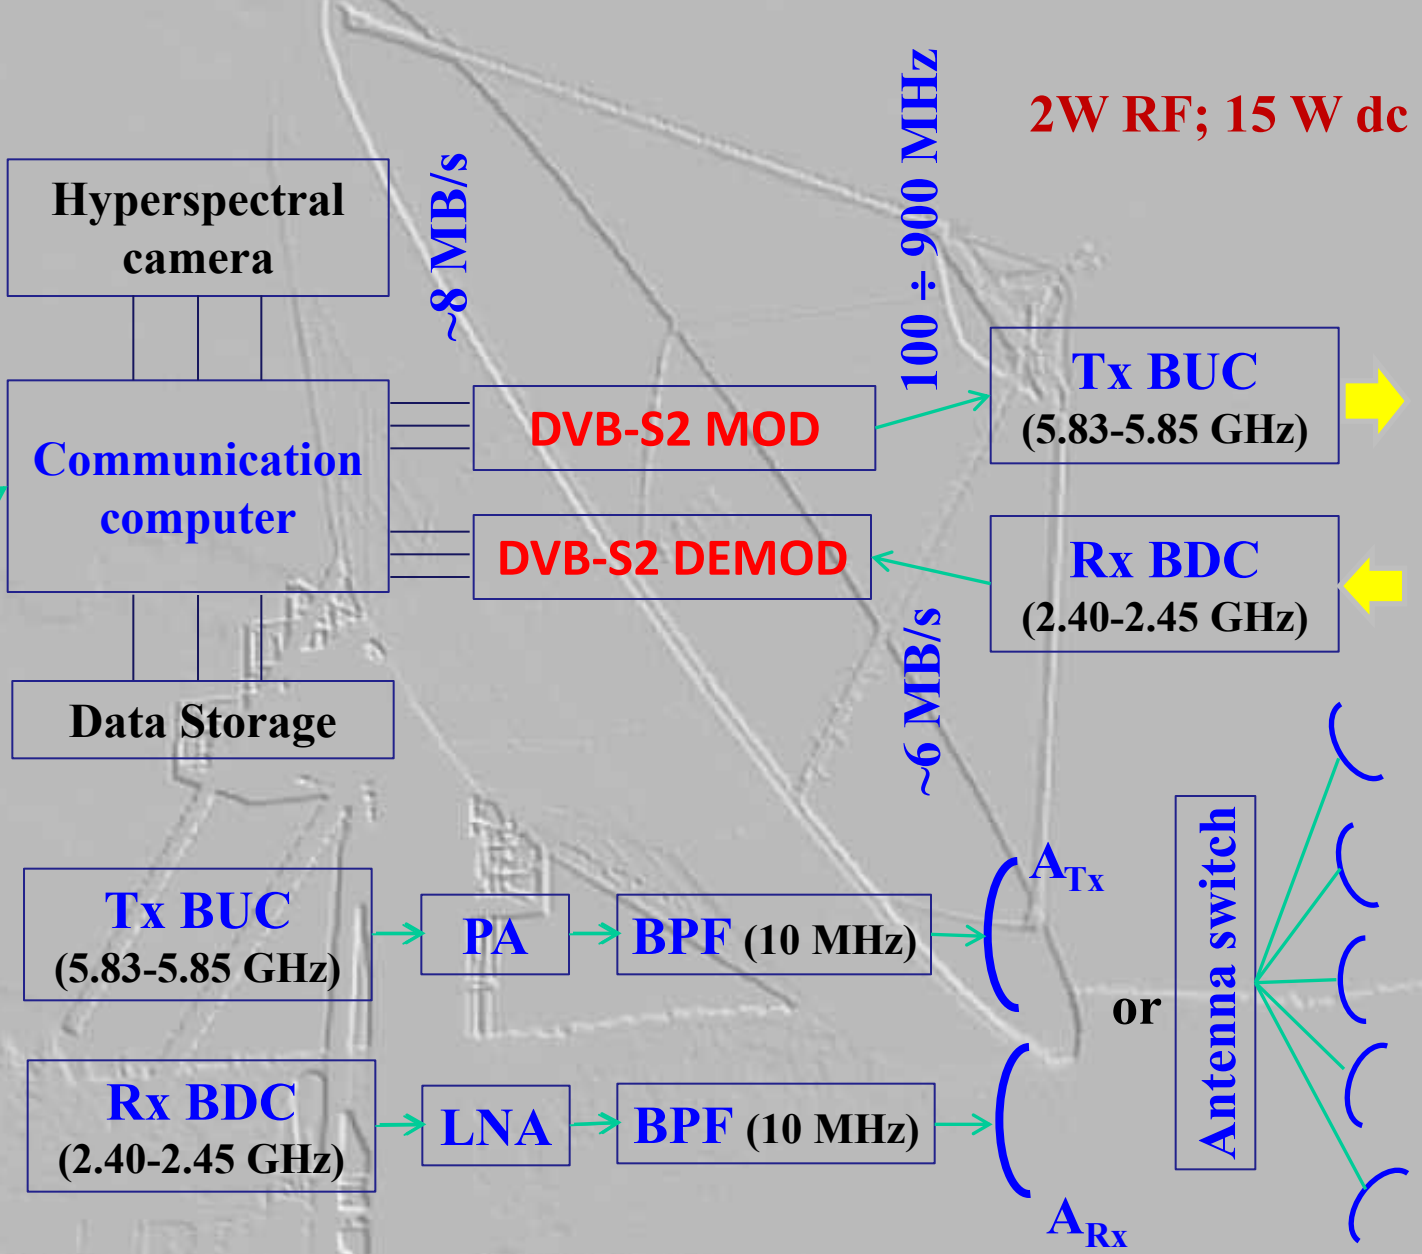 2W RF; 15 W dc
100 ÷ 900 MHz
~8 MB/s
Hyperspectral
camera
Tx BUC
(5.83-5.85 GHz)
DVB-S2 MOD
Communication
computer
DVB-S2 DEMOD
Rx BDC
(2.40-2.45 GHz)
~6 MB/s
Data Storage
Tx BUC
(5.83-5.85 GHz)
PA
BPF (10 MHz)
ATx
or
Antenna switch
Rx BDC
(2.40-2.45 GHz)
LNA
BPF (10 MHz)
ARx